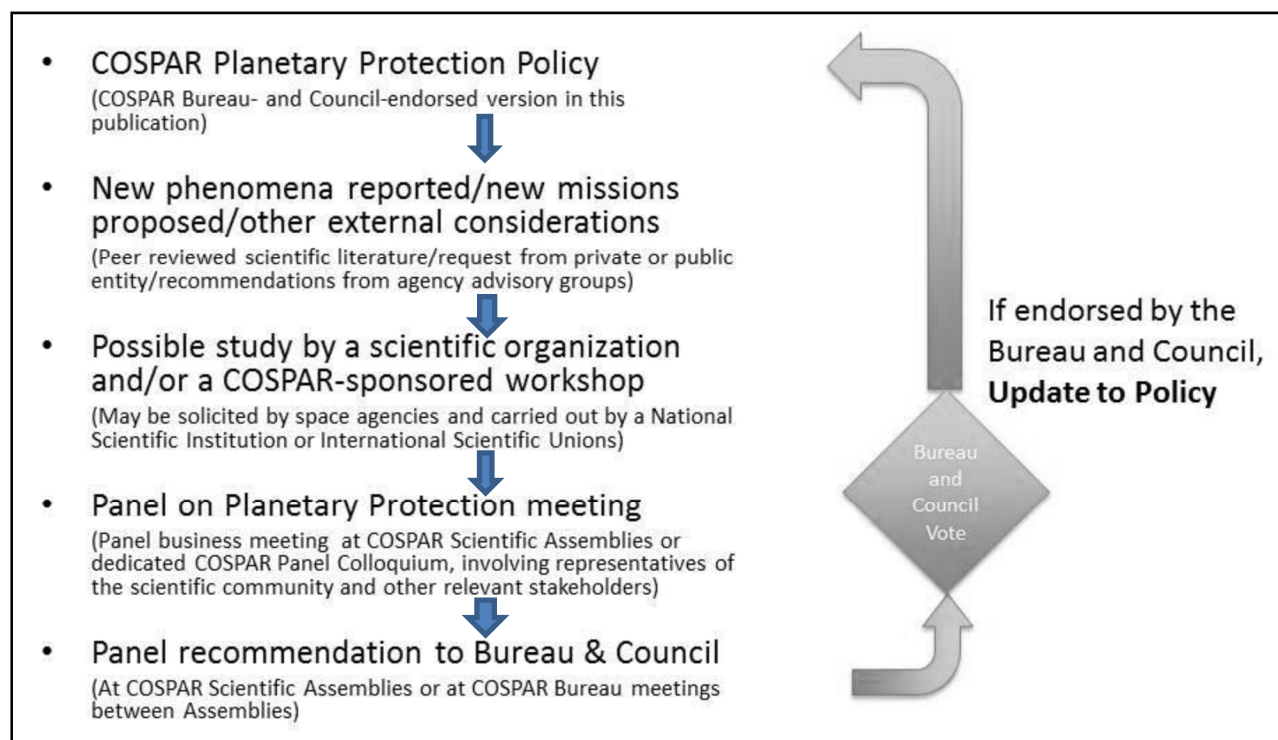 • COSPAR Planetary Protection Policy
(COSPAR Bureau- and Council-endorsed version in this
publication)
• New phenomena reported/new missions
proposed/other external considerations
(Peer reviewed scientific literature/request from private or public
entity/recommendations from agency advisory groups)
• Possible study by a scientific organization
and/or a COSPAR-sponsored workshop
(May be solicited by space agencies and carried out by a National
Scientific Institution or International Scientific Unions)
• Panel on Planetary Protection meeting
(Panel business meeting at COSPAR Scientific Assemblies or
dedicated COSPAR Panel Colloquium, involving representatives of
the scientific community and other relevant stakeholders)
• Panel recommendation to Bureau & Council
(At COSPAR Scientific Assemblies or at COSPAR Bureau meetings
between Assemblies)
If endorsed by the
Bureau and Council,
Update to Policy
Bureau
and
Council
Vote